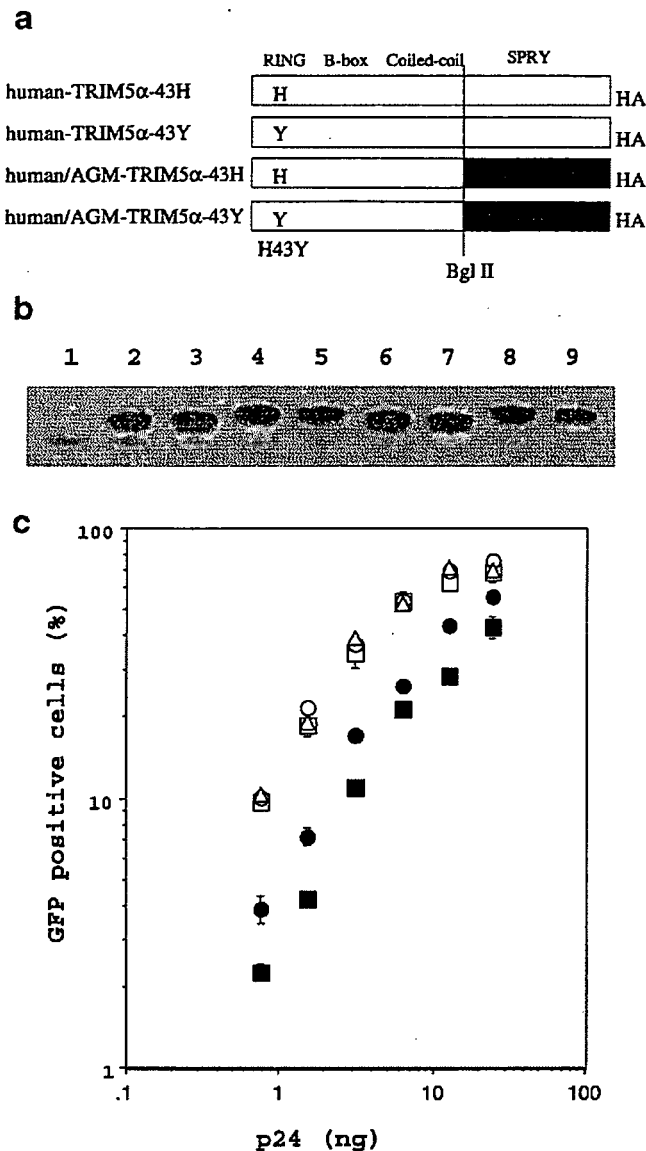 a
RING B-box Coiled-coil SPRY
human-TRIM5α-43H H HA
human-TRIM5α-43Y Y HA
human/AGM-TRIM5α-43H H HA
human/AGM-TRIM5α-43Y Y HA
H43Y
Bgl II
b
1 2 3 4 5 6 7 8 9
c
100
10
1
GFP positive cells (%)
.1 1 10 100
p24 (ng)